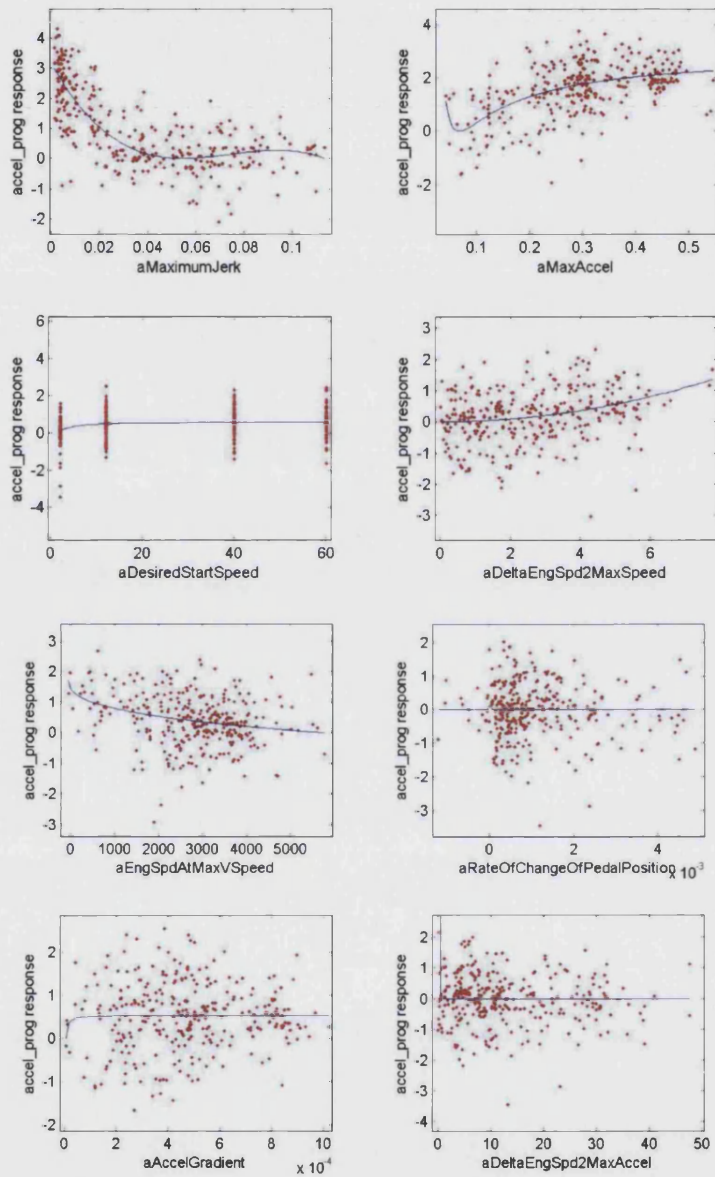 4
3
2
1
0
-1
-2
accel_prog response
0 0.02 0.04 0.06 0.08 0.1
aMaximumJerk
4
2
0
-2
accel_prog response
0.1 0.2 0.3 0.4 0.5
aMaxAccel
6
4
2
0
-2
-4
accel_prog response
0 20 40 60
aDesiredStartSpeed
3
2
1
0
-1
-2
-3
accel_prog response
0 2 4 6
aDeltaEngSpd2MaxSpeed
3
2
1
0
-1
-2
-3
accel_prog response
0 1000 2000 3000 4000 5000
aEngSpdAtMaxVSpeed
2
1
0
-1
-2
-3
accel_prog response
0 2 4
aRateOfChangeOfPedalPosition x 10-3
2
1
0
-1
-2
accel_prog response
0 2 4 6 8 10
aAccelGradient
x 10-4
2
1
0
-1
-2
-3
-4
accel_prog response
0 10 20 30 40 50
aDeltaEngSpd2MaxAccel